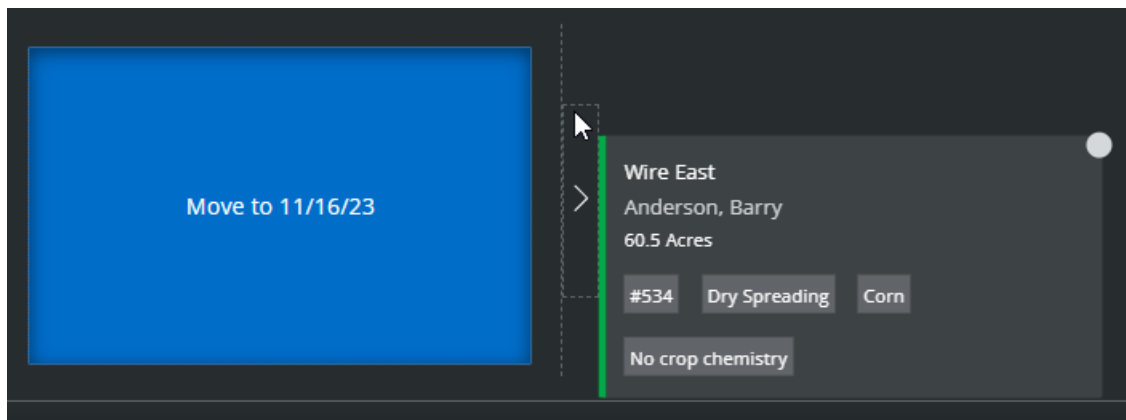 Move to 11/16/23
Wire East
Anderson, Barry
60.5 Acres
#534 Dry Spreading Corn
No crop chemistry